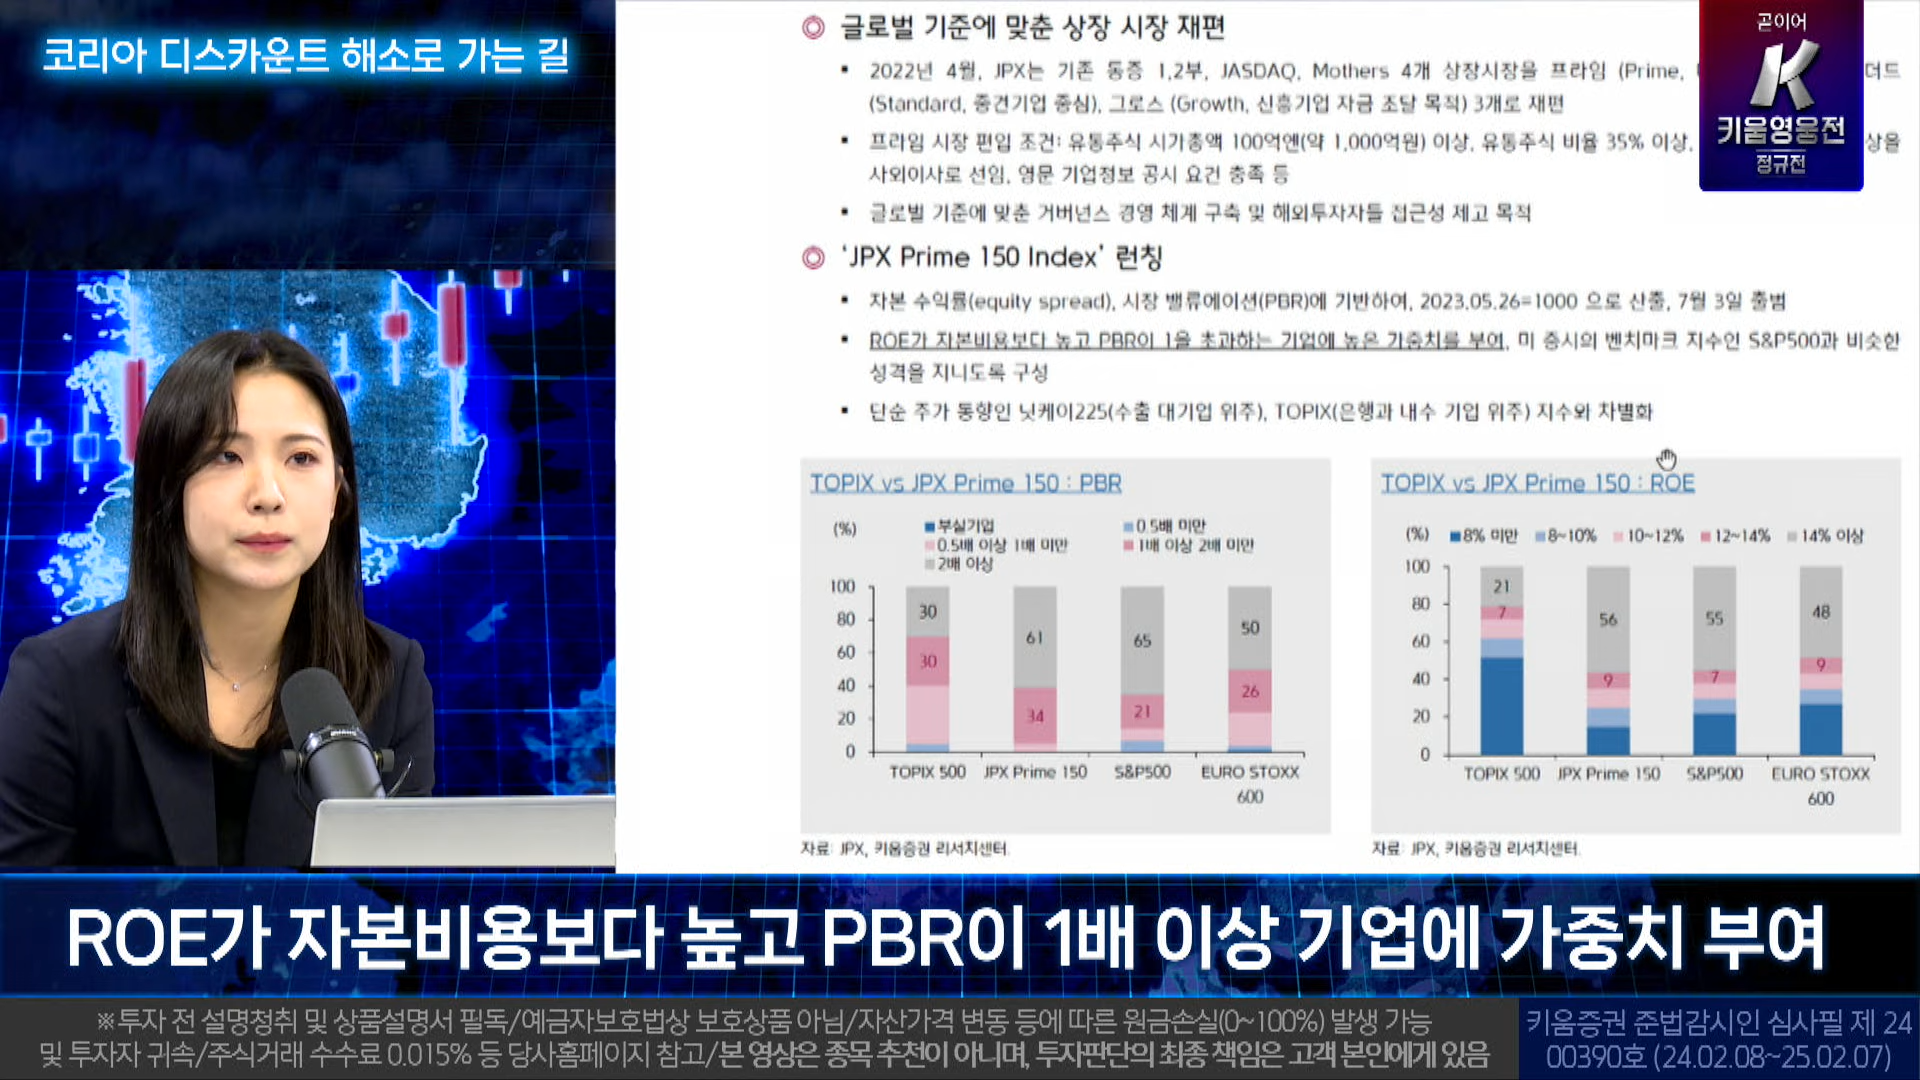 코리아 디스카운트 해소로 가는 길
◎ 글로벌 기준에 맞춘 상장 시장 재편
▪ 2022년 4월, JPX는 기존 동증 1,2부, JASDAQ, Mothers 4개 상장시장을 프라임 (Prime, 더드
(Standard, 중견기업 중심), 그로스 (Growth, 신흥기업 자금 조달 목적) 3개로 재편
▪ 프라임 시장 편입 조건: 유통주식 시가총액 100억엔(약 1,000억원) 이상, 유통주식 비율 35% 이상, 상을
사외이사로 선임, 영문 기업정보 공시 요건 충족 등
▪ 글로벌 기준에 맞춘 거버넌스 경영 체계 구축 및 해외투자자들 접근성 제고 목적
◎ 'JPX Prime 150 Index' 런칭
▪ 자본 수익률(equity spread), 시장 밸류에이션(PBR)에 기반하여, 2023.05.26=1000 으로 산출, 7월 3일 출범
▪ ROE가 자본비용보다 높고 PBR이 1을 초과하는 기업에 높은 가중치를 부여, 미 증시의 벤치마크 지수인 S&P500과 비슷한
성격을 지니도록 구성
▪ 단순 주가 동향인 닛케이225(수출 대기업 위주), TOPIX(은행과 내수 기업 위주) 지수와 차별화
곧이어
K
키움영웅전
정규전
TOPIX vs JPX Prime 150 : PBR
(%)
부실기업 0.5배 미만
0.5배 이상 1배 미만 1배 이상 2배 미만
2배 이상
100
80
60
40
20
0
30
30
61
34
65
21
50
26
TOPIX 500 JPX Prime 150 S&P500 EURO STOXX
600
자료: JPX, 키움증권 리서치센터.
TOPIX vs JPX Prime 150 : ROE
(%) 8% 미만 8~10% 10~12% 12~14% 14% 이상
100
80
60
40
20
0
21
7
56
9
55
7
48
9
TOPIX 500 JPX Prime 150 S&P500 EURO STOXX
600
자료: JPX, 키움증권 리서치센터.
ROE가 자본비용보다 높고 PBR이 1배 이상 기업에 가중치 부여
※투자 전 설명청취 및 상품설명서 필독/예금자보호법상 보호상품 아님/자산가격 변동 등에 따른 원금손실(0~100%) 발생 가능
및 투자자 귀속/주식거래 수수료 0.015% 등 당사홈페이지 참고/본 영상은 종목 추천이 아니며, 투자판단의 최종 책임은 고객 본인에게 있음
키움증권 준법감시인 심사필 제 24
00390호 (24.02.08~25.02.07)